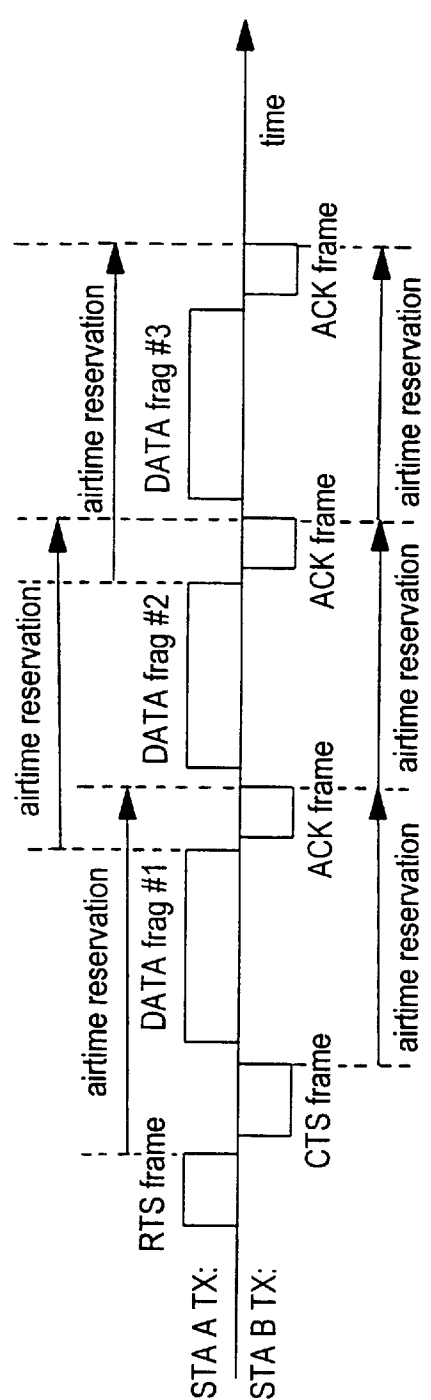 airtime reservation
airtime reservation
airtime reservation
RTS frame
DATA frag #1
DATA frag #2
DATA frag #3
STA A TX:
STA B TX:
time
CTS frame
ACK frame
ACK frame
ACK frame
airtime reservation
airtime reservation
airtime reservation